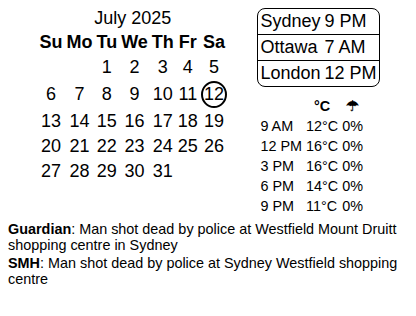 July 2025
Su Mo Tu We Th Fr Sa
1 2 3 4 5
6 7 8 9 10 11 12
13 14 15 16 17 18 19
20 21 22 23 24 25 26
27 28 29 30 31
Sydney 9 PM
Ottawa 7 AM
London 12 PM
°C ☂
9 AM 12°C 0%
12 PM 16°C 0%
3 PM 16°C 0%
6 PM 14°C 0%
9 PM 11°C 0%
Guardian: Man shot dead by police at Westfield Mount Druitt
shopping centre in Sydney
SMH: Man shot dead by police at Sydney Westfield shopping
centre